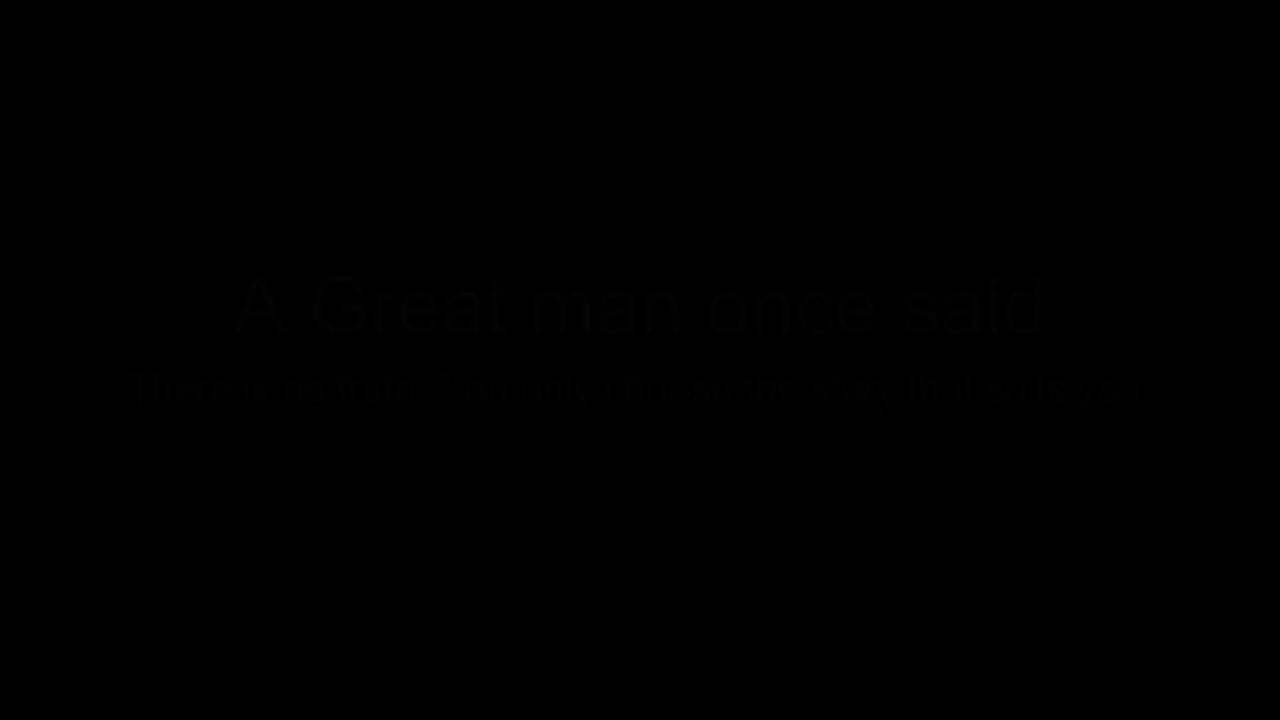 A Great man once said
There is no truth. You only choose the story that suits you